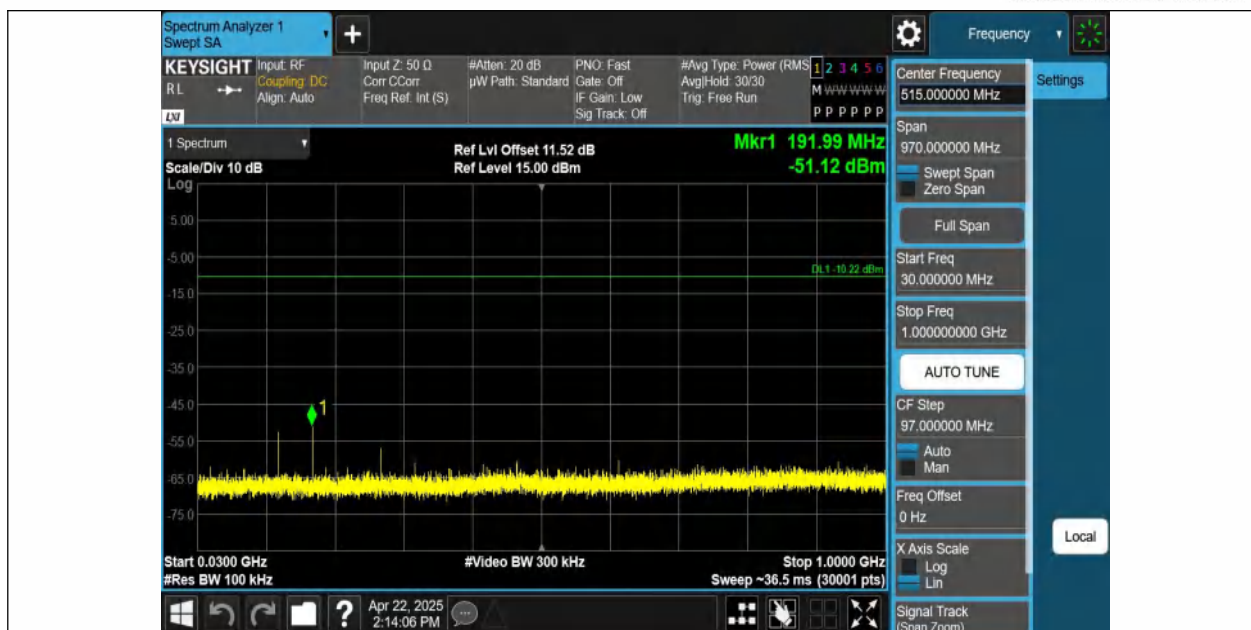 Spectrum Analyzer 1
Swept SA
Frequency
KEYSIGHT
RL
LXI
Input: RF
Coupling: DC
Align: Auto
Input Z: 50 Ω
Corr CCorr
Freq Ref: Int (S)
#Atten: 20 dB
µW Path: Standard
PNO: Fast
Gate: Off
IF Gain: Low
Sig Track: Off
#Avg Type: Power (RMS
Avg|Hold: 30/30
Trig: Free Run
1 2 3 4 5 6
M W W W W W
P P P P P P
1 Spectrum
Scale/Div 10 dB
Ref Lvl Offset 11.52 dB
Ref Level 15.00 dBm
Mkr1 191.99 MHz
-51.12 dBm
Log
5.00
-5.00
-15.0
-25.0
-35.0
-45.0
-55.0
-65.0
-75.0
DL1 -10.22 dBm
1
Start 0.0300 GHz
#Res BW 100 kHz
#Video BW 300 kHz
Stop 1.0000 GHz
Sweep ~36.5 ms (30001 pts)
Apr 22, 2025
2:14:06 PM
Center Frequency
515.000000 MHz
Settings
Span
970.000000 MHz
Swept Span
Zero Span
Full Span
Start Freq
30.000000 MHz
Stop Freq
1.000000000 GHz
AUTO TUNE
CF Step
97.000000 MHz
Auto
Man
Freq Offset
0 Hz
X Axis Scale
Log
Lin
Local
Signal Track
(Span Zoom)